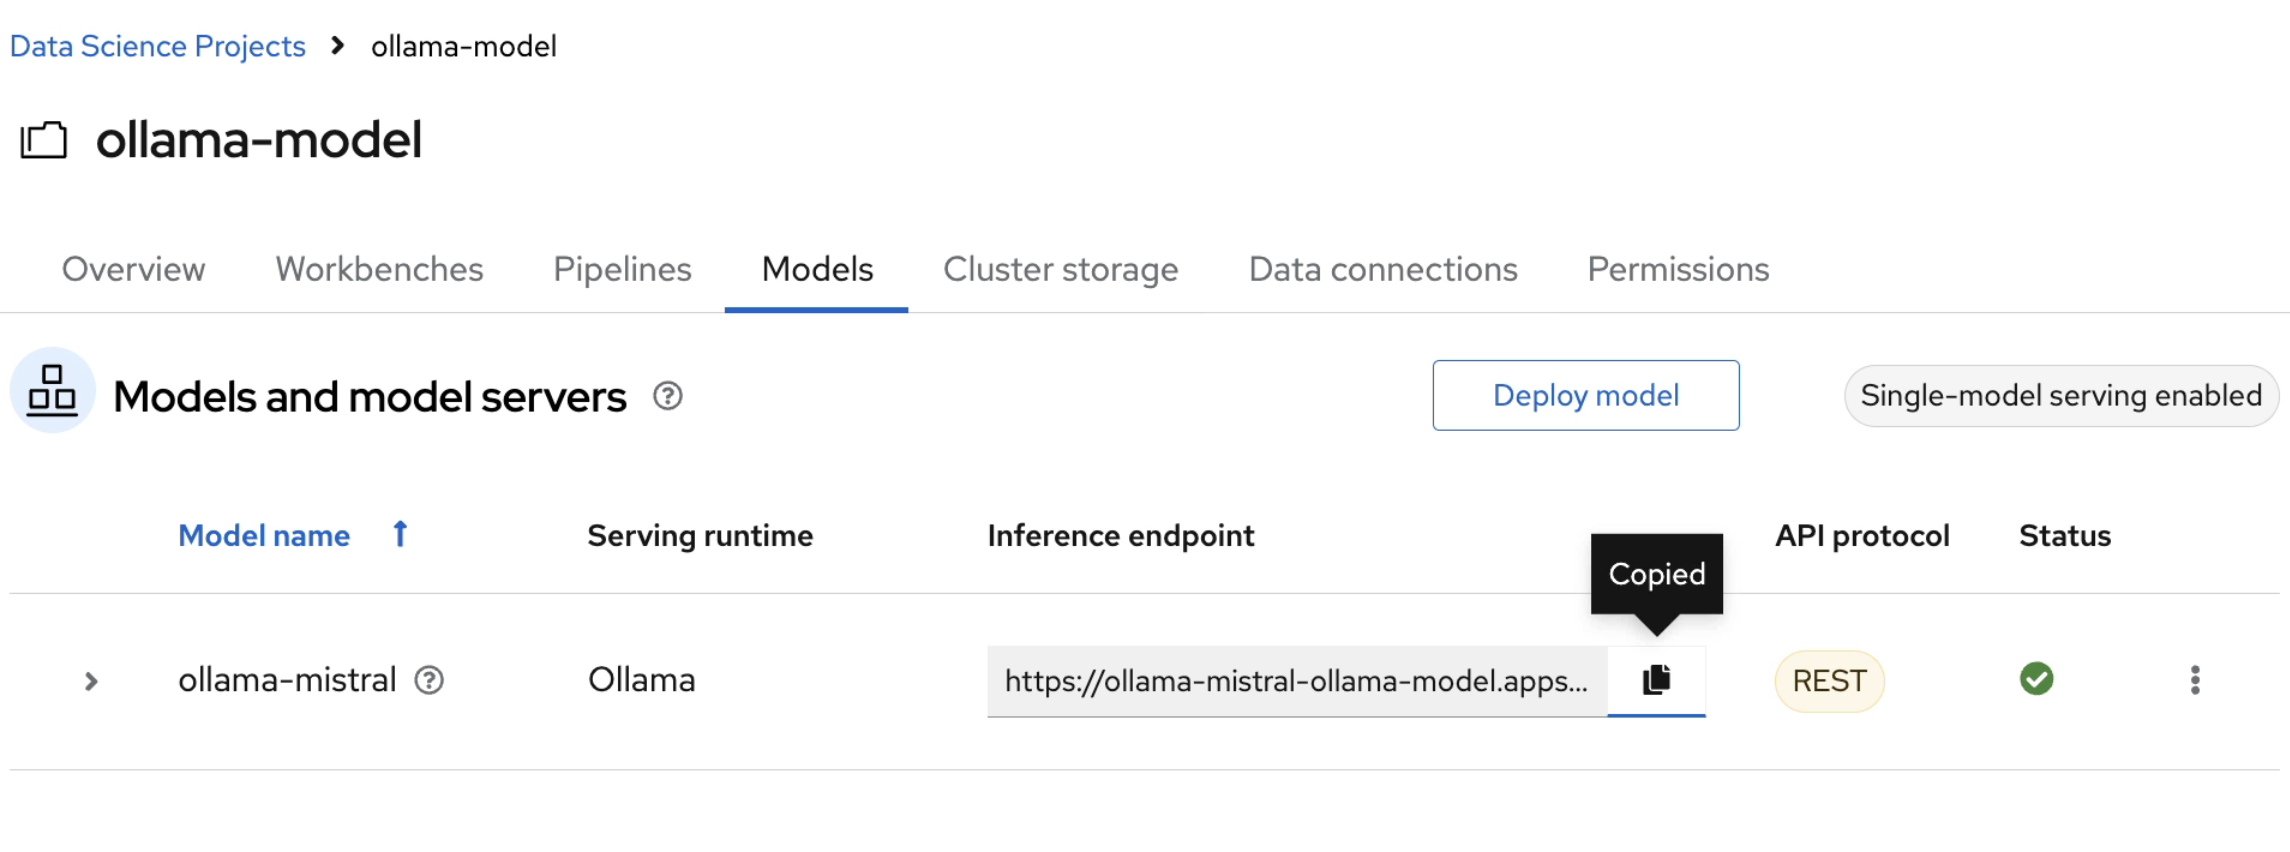 Data Science Projects > ollama-model
ollama-model
Overview Workbenches Pipelines Models Cluster storage Data connections Permissions
Models and model servers ? Deploy model Single-model serving enabled
Model name ↑ Serving runtime Inference endpoint API protocol Status
Copied
ollama-mistral ? Ollama https://ollama-mistral-ollama-model.apps... REST